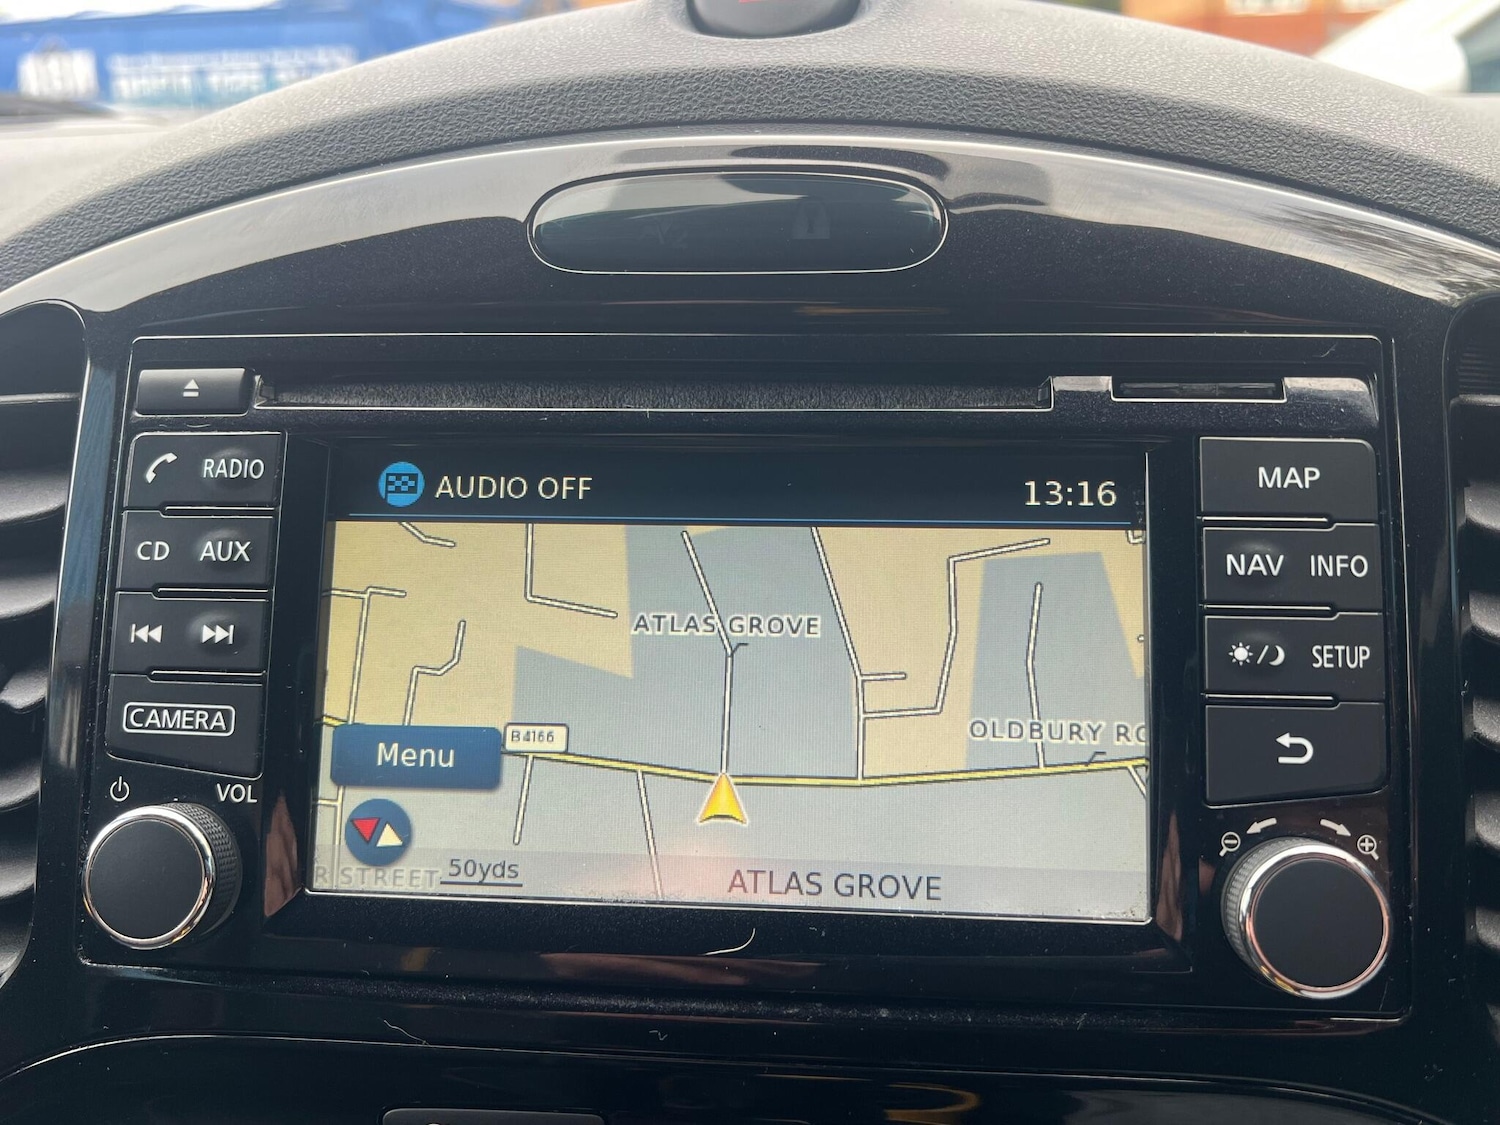 AUDIO OFF
13:16
RADIO
CD AUX
CAMERA
VOL
MAP
NAV INFO
SETUP
ATLAS GROVE
OLDBURY RO
B4166
Menu
R STREET
50yds
ATLAS GROVE